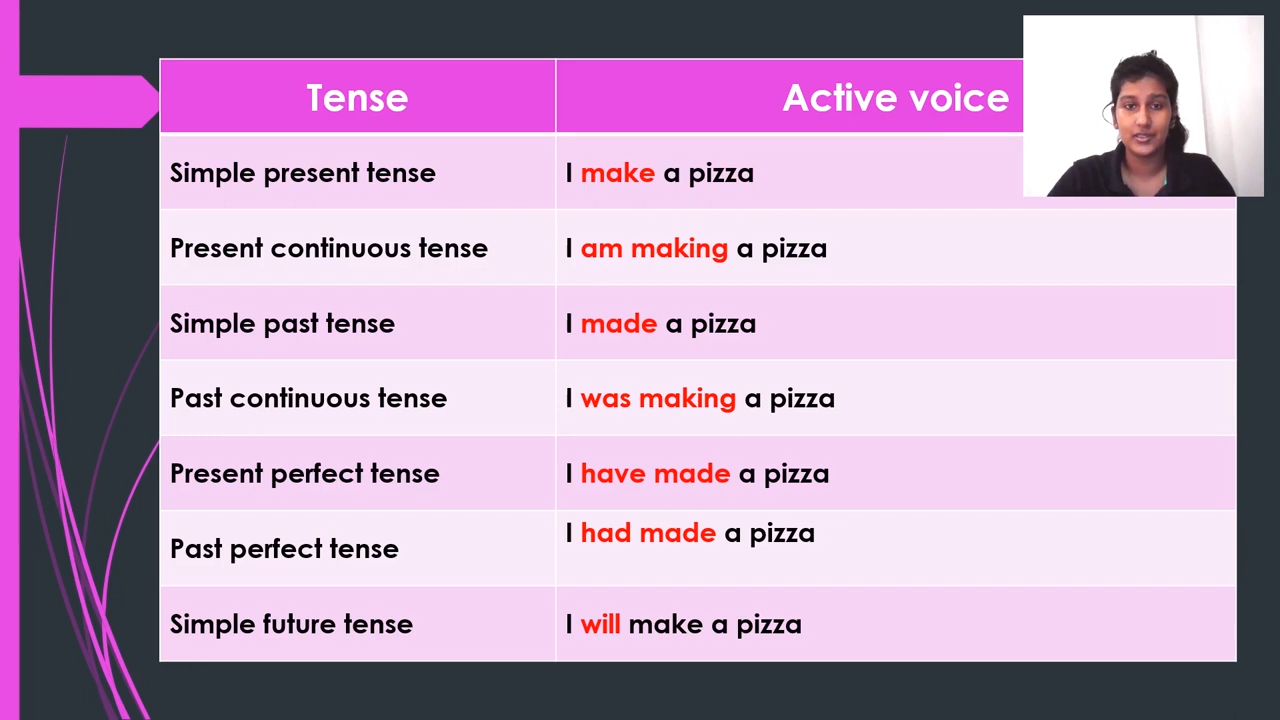 Tense Active voice
Simple present tense I make a pizza
Present continuous tense I am making a pizza
Simple past tense I made a pizza
Past continuous tense I was making a pizza
Present perfect tense I have made a pizza
Past perfect tense I had made a pizza
Simple future tense I will make a pizza